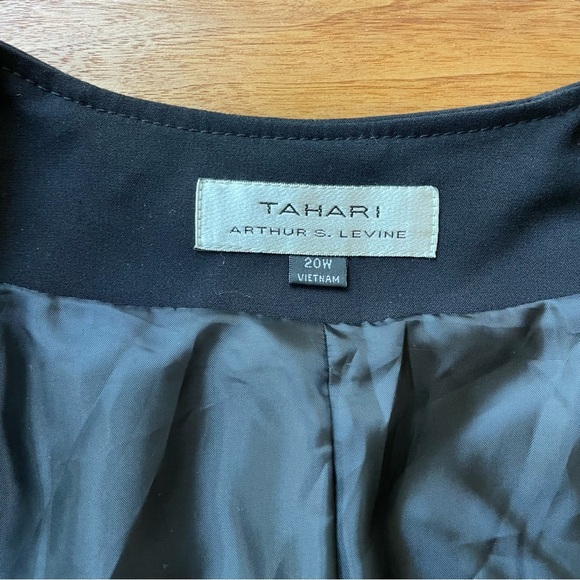 TAHARI
ARTHUR S. LEVINE
20W
VIETNAM